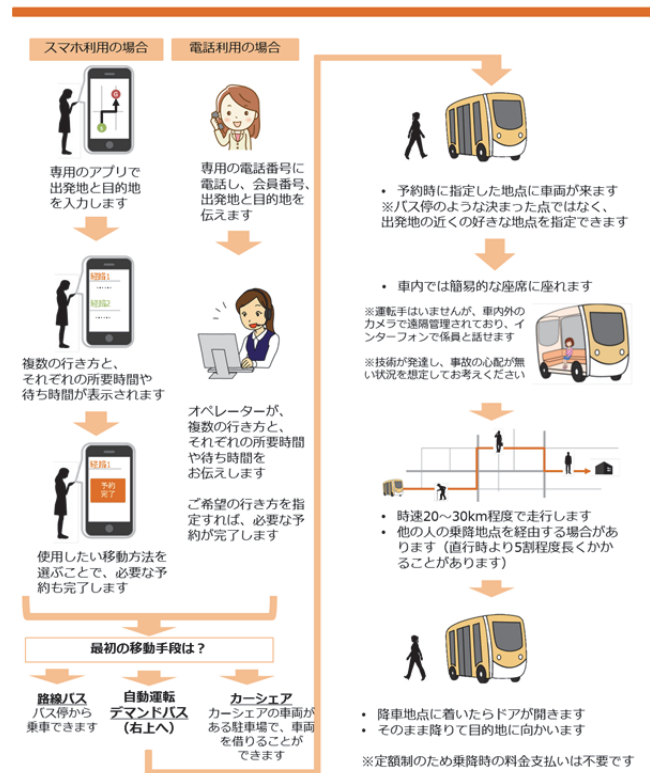 スマホ利用の場合
専用のアプリで
出発地と目的地
を入力します
経路1
経路2
複数の行き方と、
それぞれの所要時間や
待ち時間が表示されます
経路1
予約
完了
使用したい移動方法を
選ぶことで、必要な予
約も完了します
電話利用の場合
専用の電話番号に
電話し、会員番号、
出発地と目的地を
伝えます
オペレーターが、
複数の行き方と、
それぞれの所要時間
や待ち時間を
お伝えします
ご希望の行き方を指
定すれば、必要な予
約が完了します
最初の移動手段は？
路線バス
バス停から
乗車できます
自動運転
デマンドバス
(右上へ)
カーシェア
カーシェアの車両が
ある駐車場で、車両
を借りることが
できます
• 予約時に指定した地点に車両が来ます
※バス停のような決まった点ではなく、
出発地の近くの好きな地点を指定できます
• 車内では簡易的な座席に座れます
※運転手はいませんが、車内外の
カメラで遠隔管理されており、イ
ンターフォンで係員と話せます
※技術が発達し、事故の心配が無
い状況を想定してお考えください
• 時速20～30km程度で走行します
• 他の人の乗降地点を経由する場合があ
ります（直行時より5割程度長くかか
ることがあります）
• 降車地点に着いたらドアが開きます
• そのまま降りて目的地に向かいます
※定額制のため乗降時の料金支払いは不要です